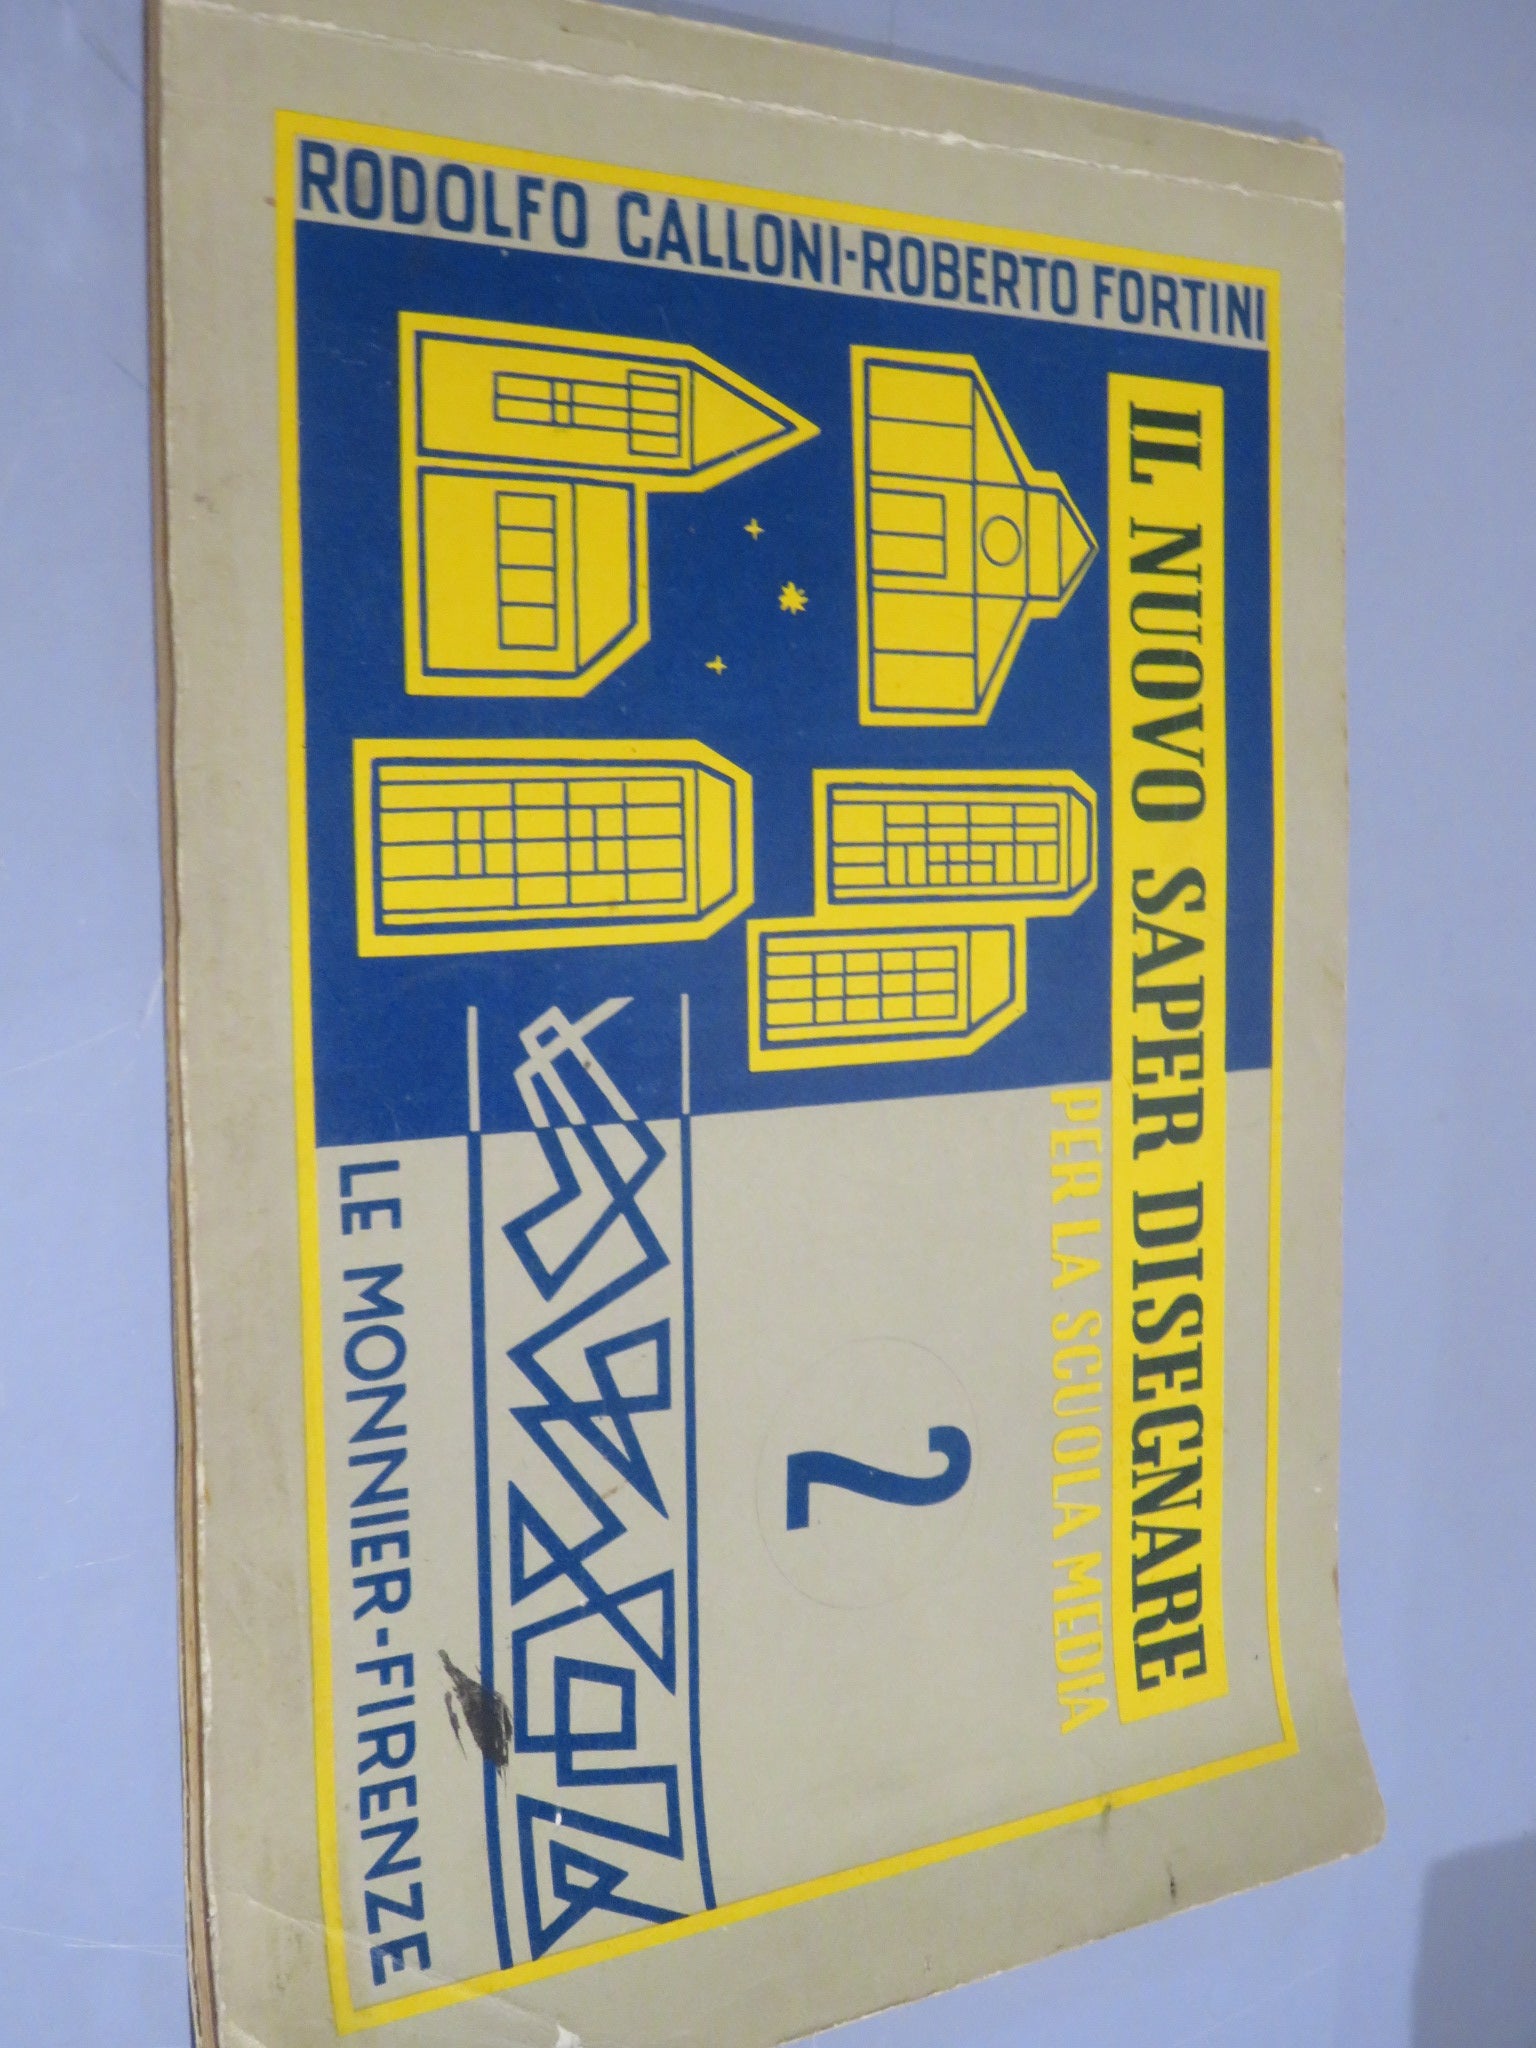 RODOLFO CALLONI-ROBERTO FORTINI
IL NUOVO SAPER DISEGNARE
PER LA SCUOLA MEDIA
2
LE MONNIER-FIRENZE